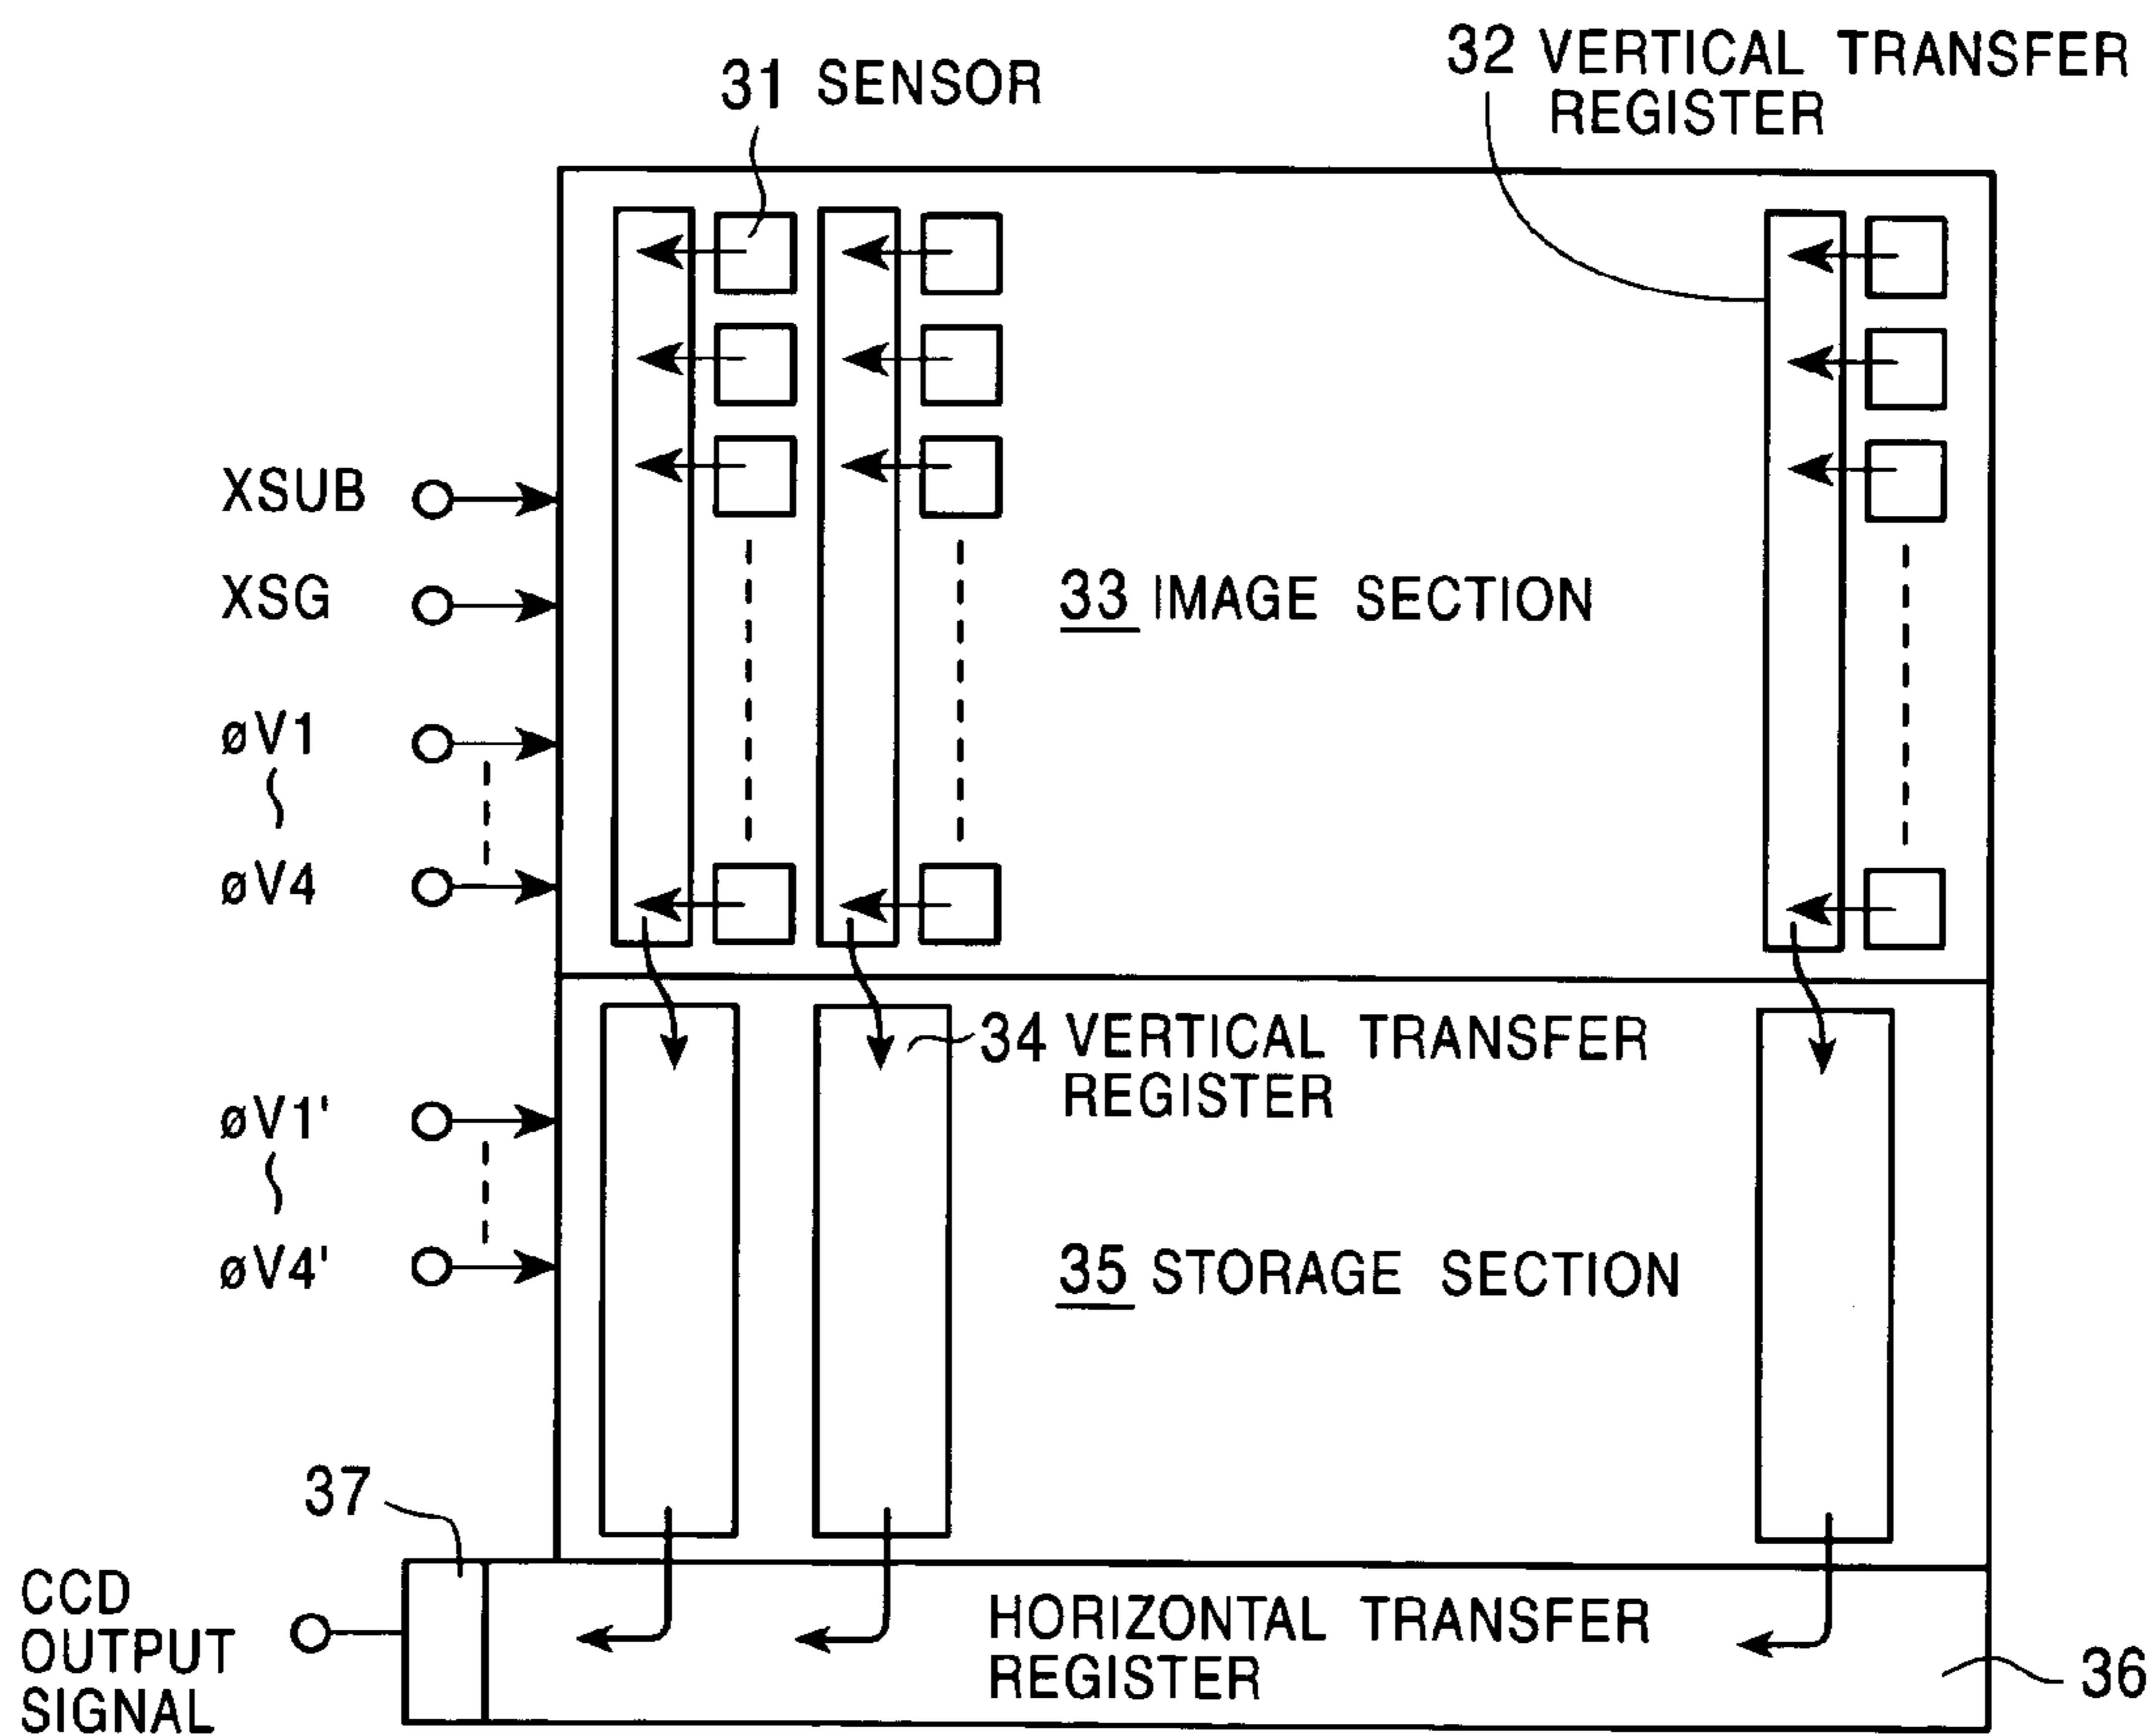 31 SENSOR
32 VERTICAL TRANSFER
REGISTER
XSUB
XSG
33 IMAGE SECTION
øV1
~
øV4
34 VERTICAL TRANSFER
REGISTER
øV1'
~
øV4'
35 STORAGE SECTION
37
CCD
OUTPUT
SIGNAL
HORIZONTAL TRANSFER
REGISTER
36